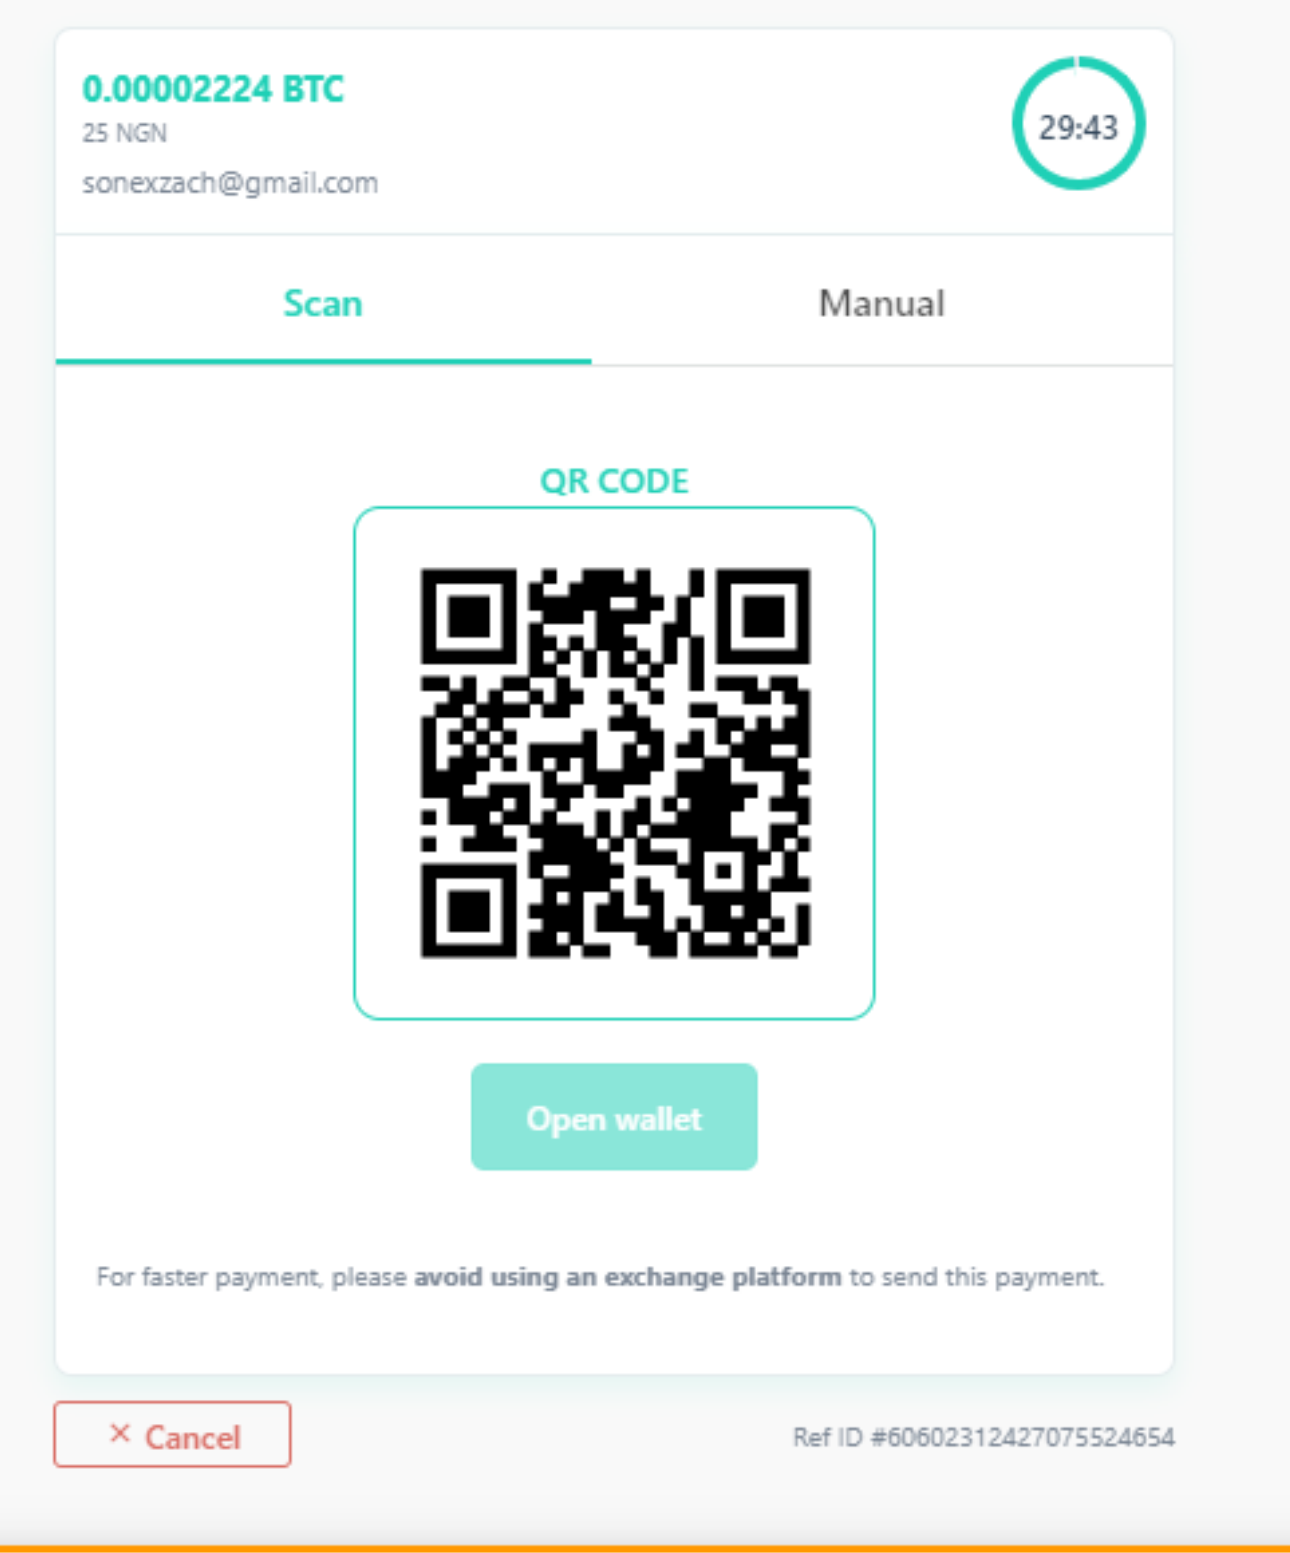 0.00002224 BTC
25 NGN
sonexzach@gmail.com
29:43
Scan
Manual
QR CODE
Open wallet
For faster payment, please avoid using an exchange platform to send this payment.
× Cancel
Ref ID #60602312427075524654